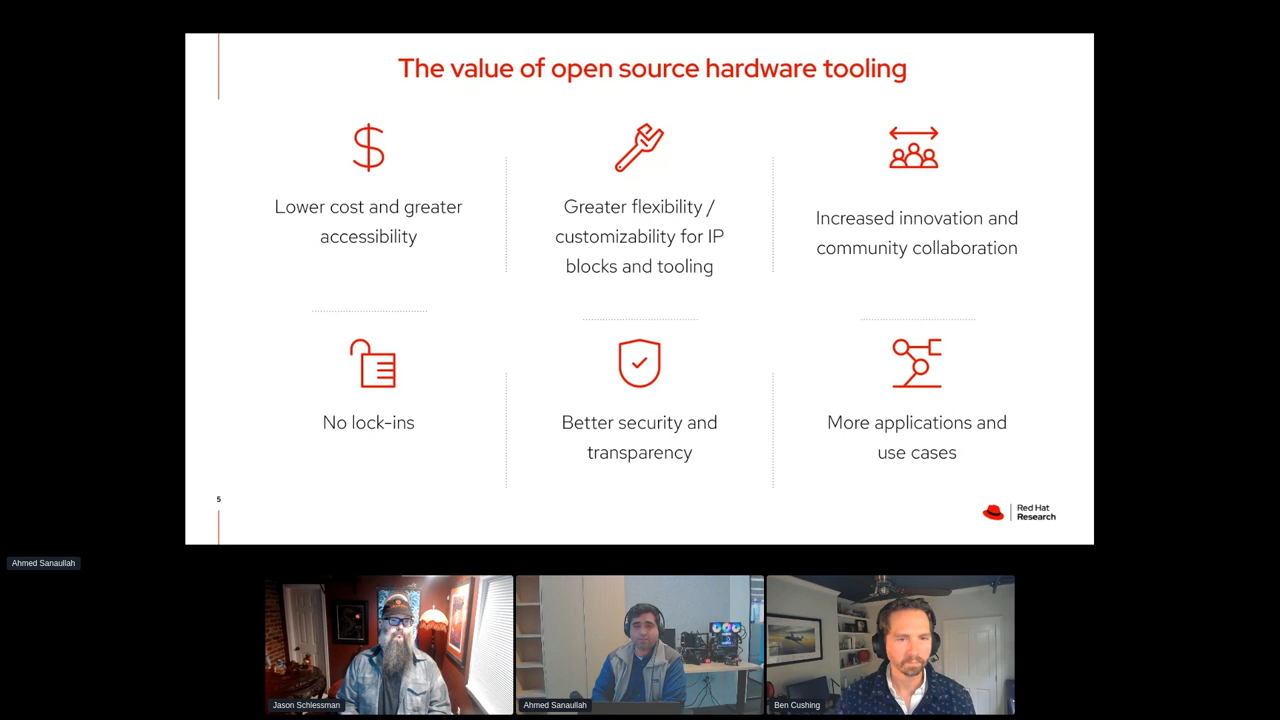 The value of open source hardware tooling
Lower cost and greater
accessibility
Greater flexibility /
customizability for IP
blocks and tooling
Increased innovation and
community collaboration
No lock-ins
Better security and
transparency
More applications and
use cases
5
Red Hat
Research
Ahmed Sanaullah
Jason Schlessman
Ahmed Sanaullah
Ben Cushing